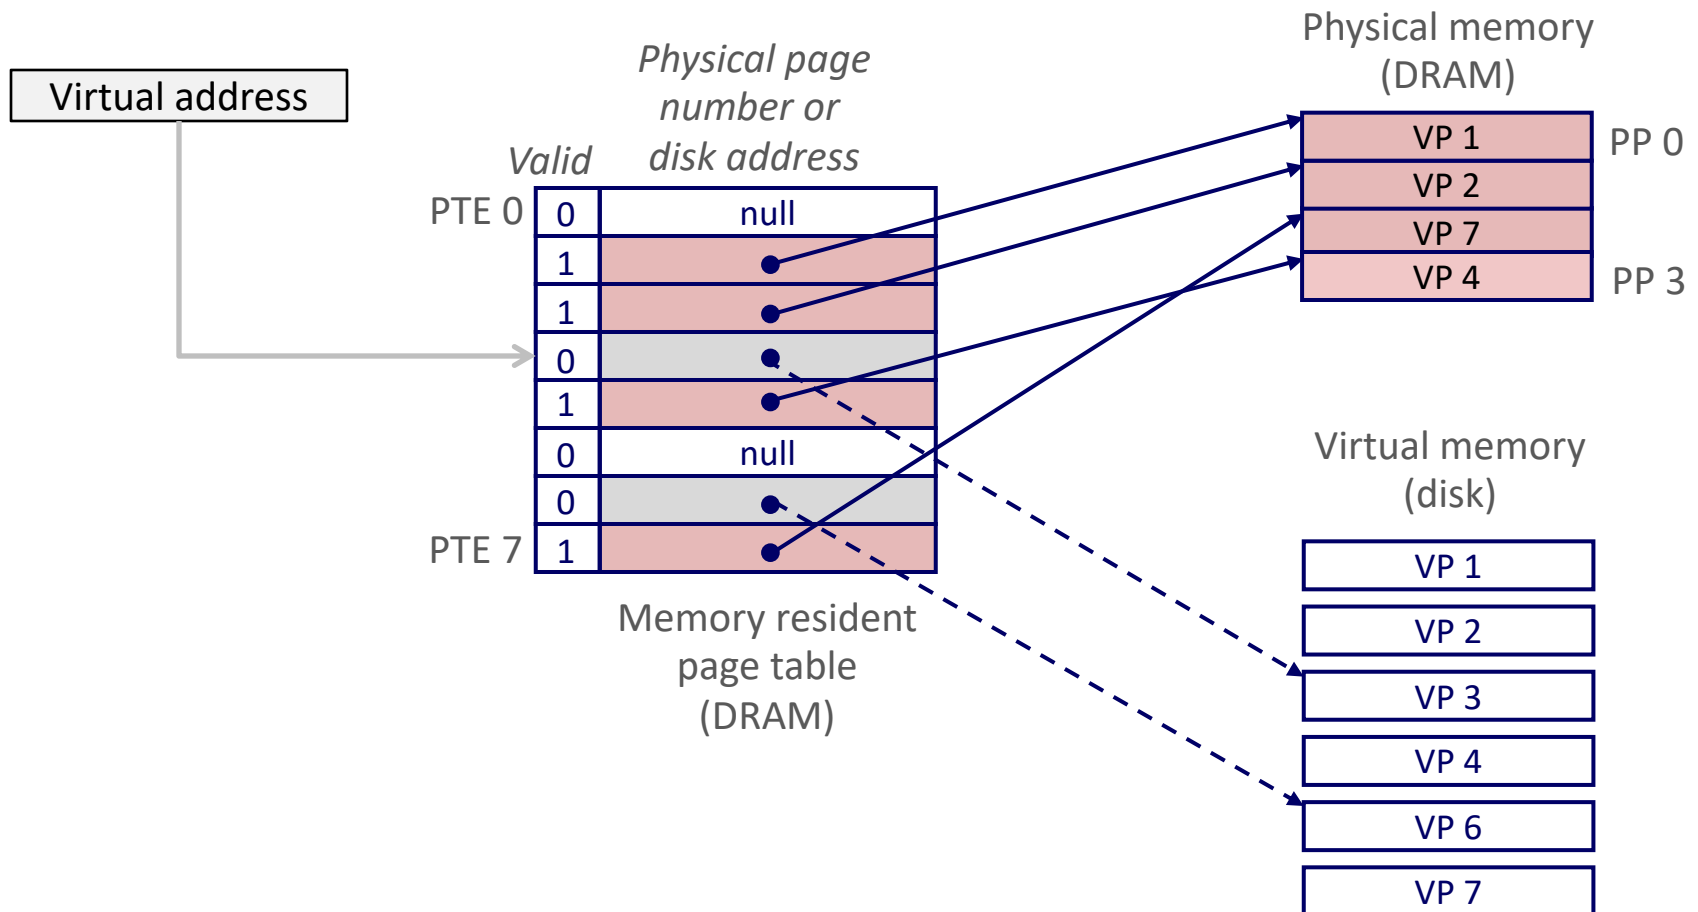 Virtual address
Physical page
number or
disk address
Valid
PTE 0
0
null
1
1
0
1
0
null
0
PTE 7
1
Memory resident
page table
(DRAM)
Physical memory
(DRAM)
VP 1
PP 0
VP 2
VP 7
VP 4
PP 3
Virtual memory
(disk)
VP 1
VP 2
VP 3
VP 4
VP 6
VP 7